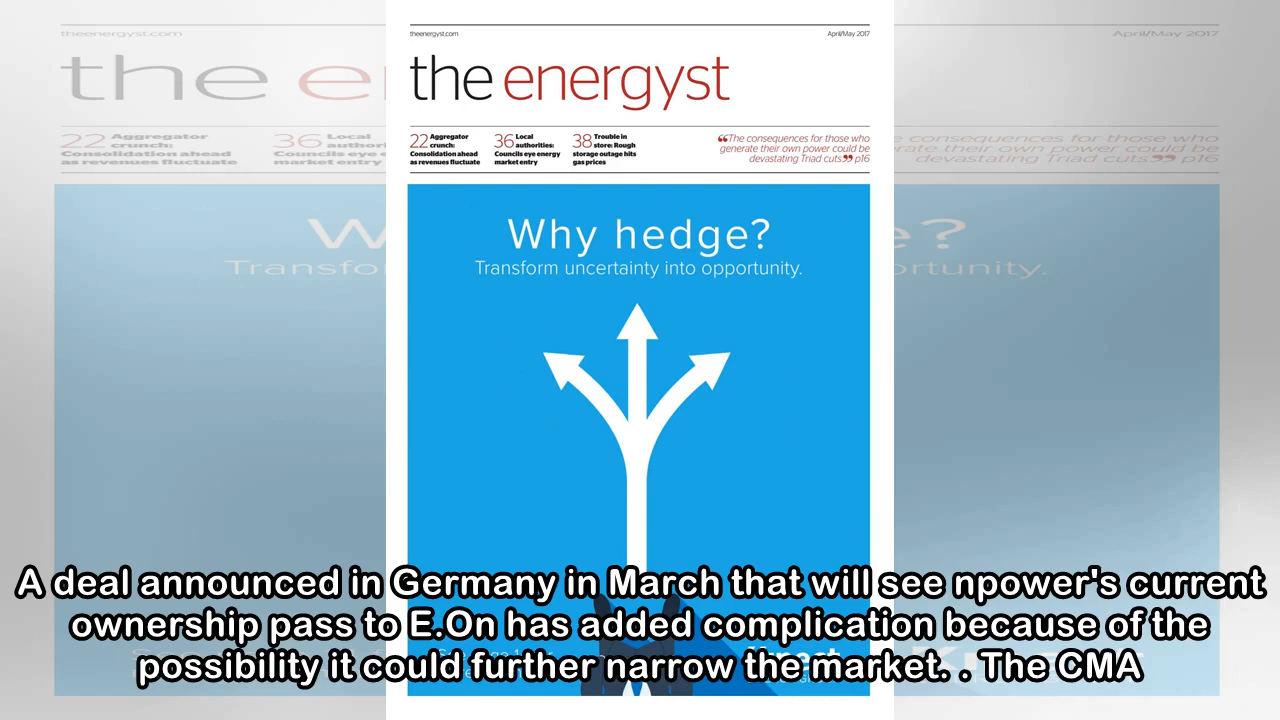 theenergyst.com
April/May 2017
the energyst
22 Aggregator crunch: Consolidation ahead as revenues fluctuate
36 Local authorities: Councils eye energy market entry
38 Trouble in store: Rough storage outage hits gas prices
❝The consequences for those who
generate their own power could be
devastating Triad cuts❞ p16
Why hedge?
Transform uncertainty into opportunity.
A deal announced in Germany in March that will see npower's current
ownership pass to E.On has added complication because of the
possibility it could further narrow the market. . The CMA